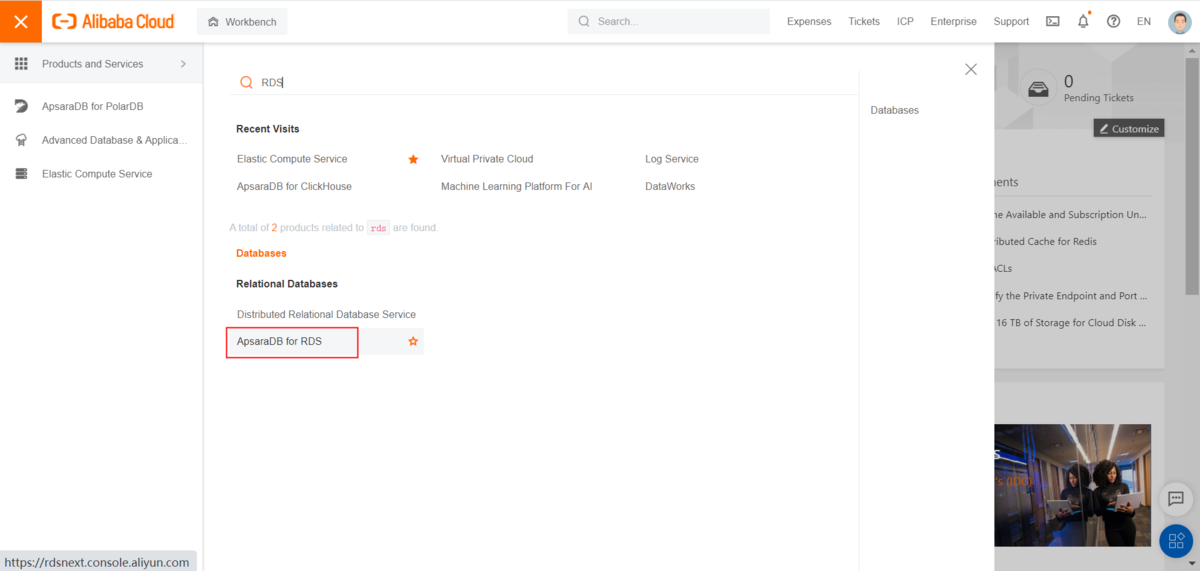 Alibaba Cloud
Workbench
Search...
Expenses
Tickets
ICP
Enterprise
Support
EN
Products and Services
ApsaraDB for PolarDB
Advanced Database & Applica...
Elastic Compute Service
RDS
Recent Visits
Elastic Compute Service
Virtual Private Cloud
Log Service
ApsaraDB for ClickHouse
Machine Learning Platform For AI
DataWorks
A total of 2 products related to rds are found.
Databases
Relational Databases
Distributed Relational Database Service
ApsaraDB for RDS
Databases
0
Pending Tickets
Customize
ents
ne Available and Subscription Un...
ributed Cache for Redis
ACLs
fy the Private Endpoint and Port ...
16 TB of Storage for Cloud Disk ...
's (IDC)
https://rdsnext.console.aliyun.com